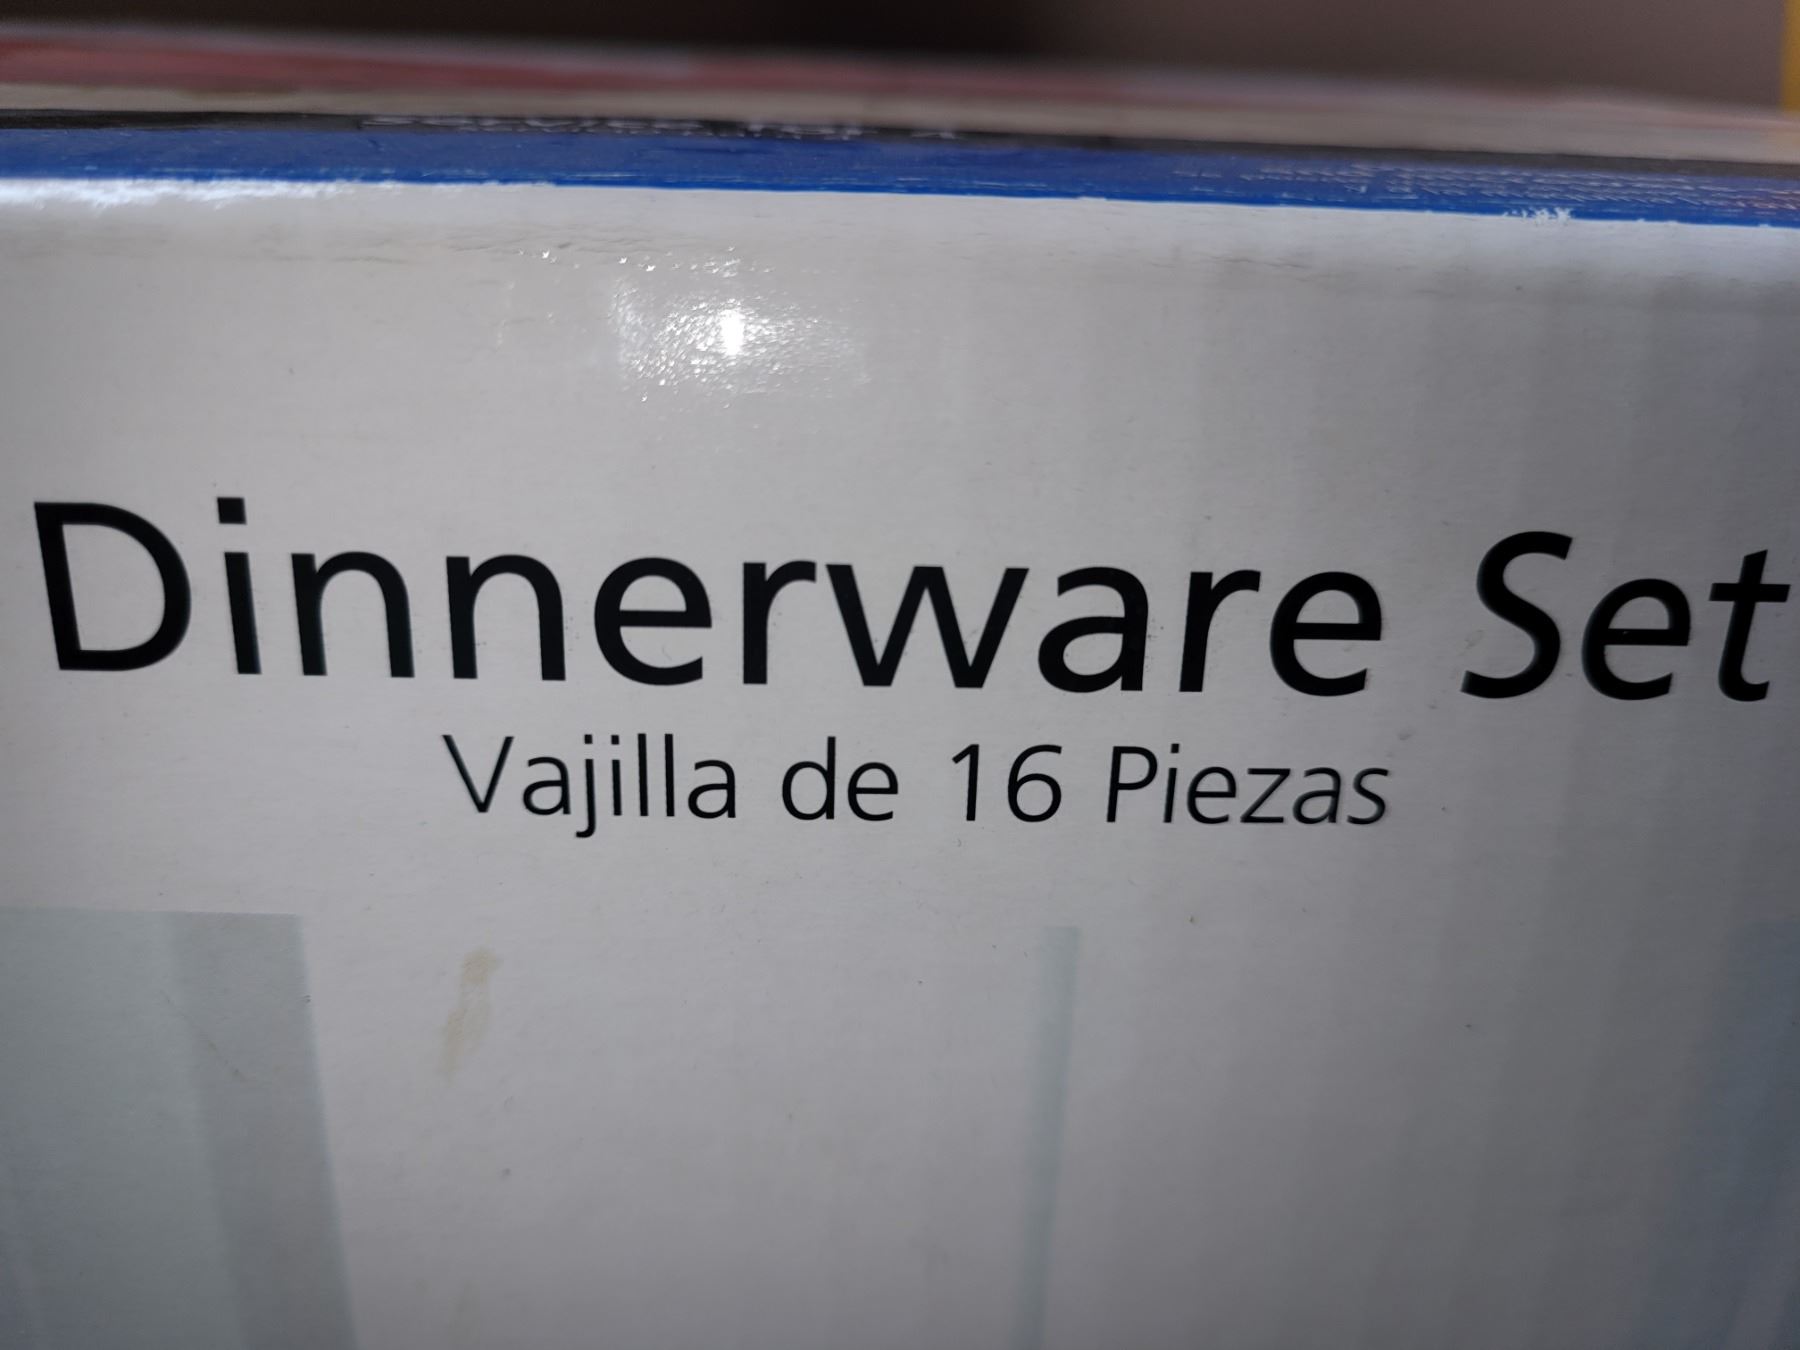 Dinnerware Set
Vajilla de 16 Piezas